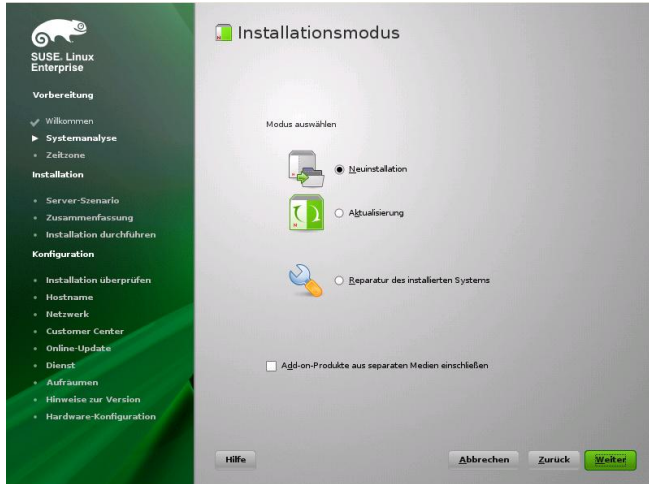 SUSE. Linux
Enterprise
Vorbereitung
Willkommen
Systemanalyse
Zeitzone
Installation
Server-Szenario
Zusammenfassung
Installation durchführen
Konfiguration
Installation überprüfen
Hostname
Netzwerk
Customer Center
Online-Update
Dienst
Aufräumen
Hinweise zur Version
Hardware-Konfiguration
Installationsmodus
Modus auswählen
Neuinstallation
Aktualisierung
Reparatur des installierten Systems
Add-on-Produkte aus separaten Medien einschließen
Hilfe
Abbrechen
Zurück
Weiter